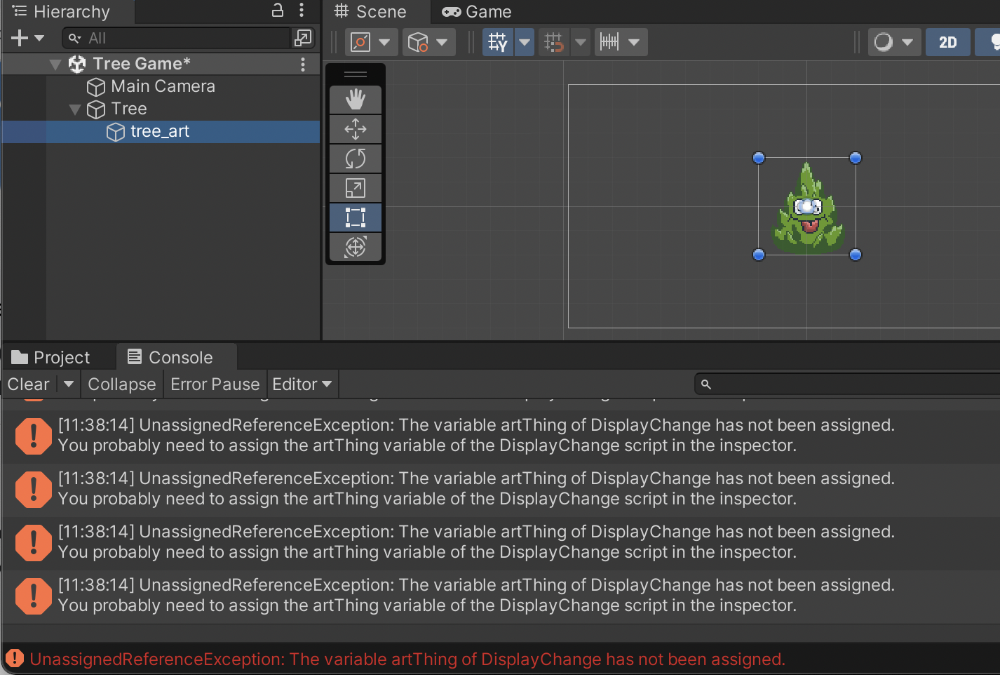 Hierarchy
All
Tree Game*
Main Camera
Tree
tree_art
Scene
Game
2D
Project
Console
Clear
Collapse
Error Pause
Editor
[11:38:14] UnassignedReferenceException: The variable artThing of DisplayChange has not been assigned.
You probably need to assign the artThing variable of the DisplayChange script in the inspector.
[11:38:14] UnassignedReferenceException: The variable artThing of DisplayChange has not been assigned.
You probably need to assign the artThing variable of the DisplayChange script in the inspector.
[11:38:14] UnassignedReferenceException: The variable artThing of DisplayChange has not been assigned.
You probably need to assign the artThing variable of the DisplayChange script in the inspector.
[11:38:14] UnassignedReferenceException: The variable artThing of DisplayChange has not been assigned.
You probably need to assign the artThing variable of the DisplayChange script in the inspector.
UnassignedReferenceException: The variable artThing of DisplayChange has not been assigned.